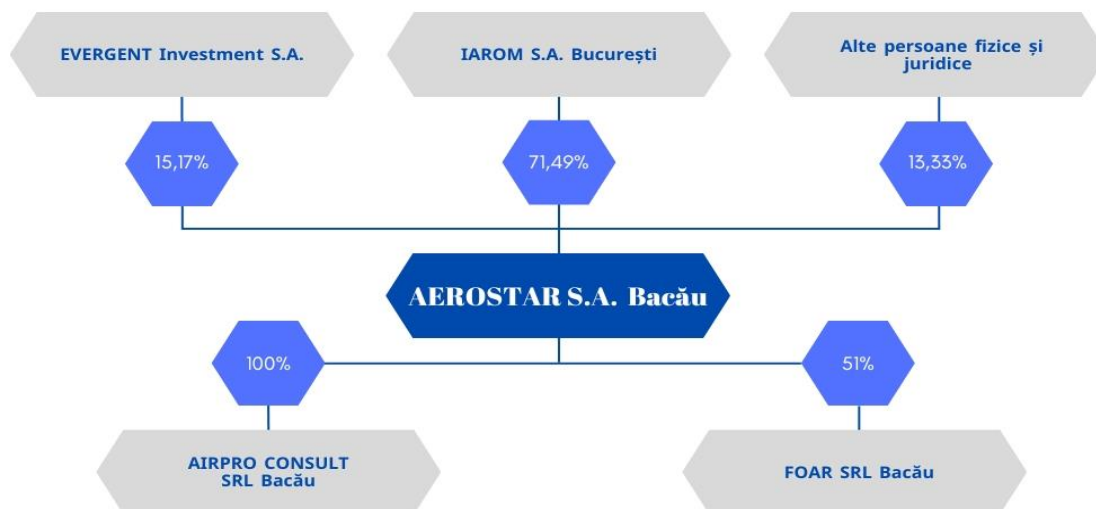 EVERGENT Investment S.A.
IAROM S.A. București
Alte persoane fizice și
juridice
15,17%
71,49%
13,33%
AEROSTAR S.A. Bacău
100%
51%
AIRPRO CONSULT
SRL Bacău
FOAR SRL Bacău